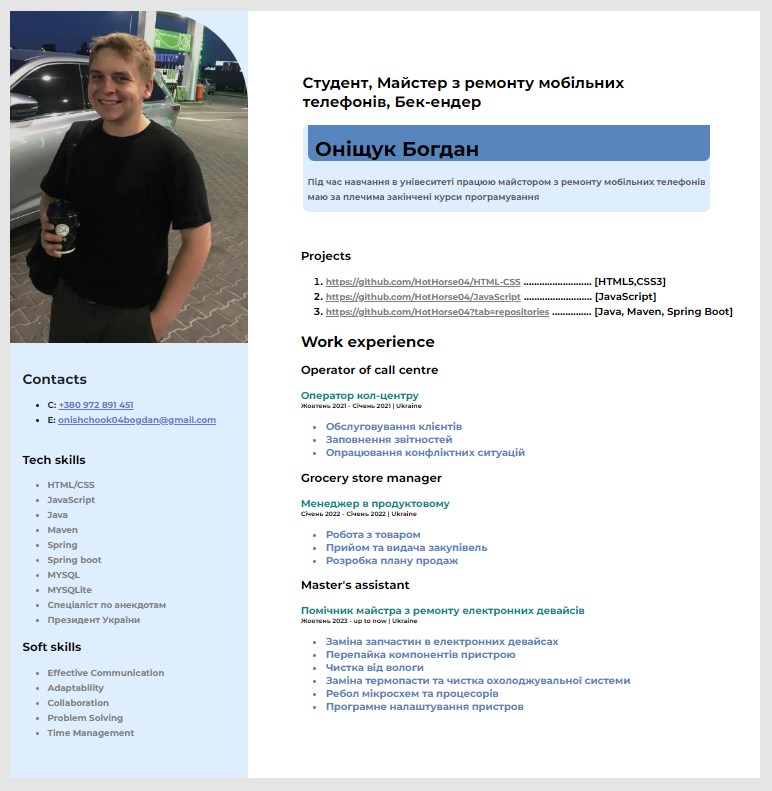 Студент, Майстер з ремонту мобільних
телефонів, Бек-ендер
Оніщук Богдан
Під час навчання в унівеситеті працюю майстором з ремонту мобільних телефонів
маю за плечима закінчені курси програмування
Projects
1. https://github.com/HotHorse04/HTML-CSS .......................... [HTML5,CSS3]
2. https://github.com/HotHorse04/JavaScript .......................... [JavaScript]
3. https://github.com/HotHorse04?tab=repositories ............... [Java, Maven, Spring Boot]
Work experience
Operator of call centre
Оператор кол-центру
Жовтень 2021 - Січень 2021 | Ukraine
Обслуговування клієнтів
Заповнення звітностей
Опрацювання конфліктних ситуацій
Grocery store manager
Менеджер в продуктовому
Січень 2022 - Січень 2022 | Ukraine
Робота з товаром
Прийом та видача закупівель
Розробка плану продаж
Master's assistant
Помічник майстра з ремонту електронних девайсів
Жовтень 2023 - up to now | Ukraine
Заміна запчастин в електронних девайсах
Перепайка компонентів пристрою
Чистка від вологи
Заміна термопасти та чистка охолоджувальної системи
Ребол мікросхем та процесорів
Програмне налаштування пристров
Contacts
C: +380 972 891 451
E: onishchook04bogdan@gmail.com
Tech skills
HTML/CSS
JavaScript
Java
Maven
Spring
Spring boot
MYSQL
MYSQLite
Спеціаліст по анекдотам
Президент України
Soft skills
Effective Communication
Adaptability
Collaboration
Problem Solving
Time Management